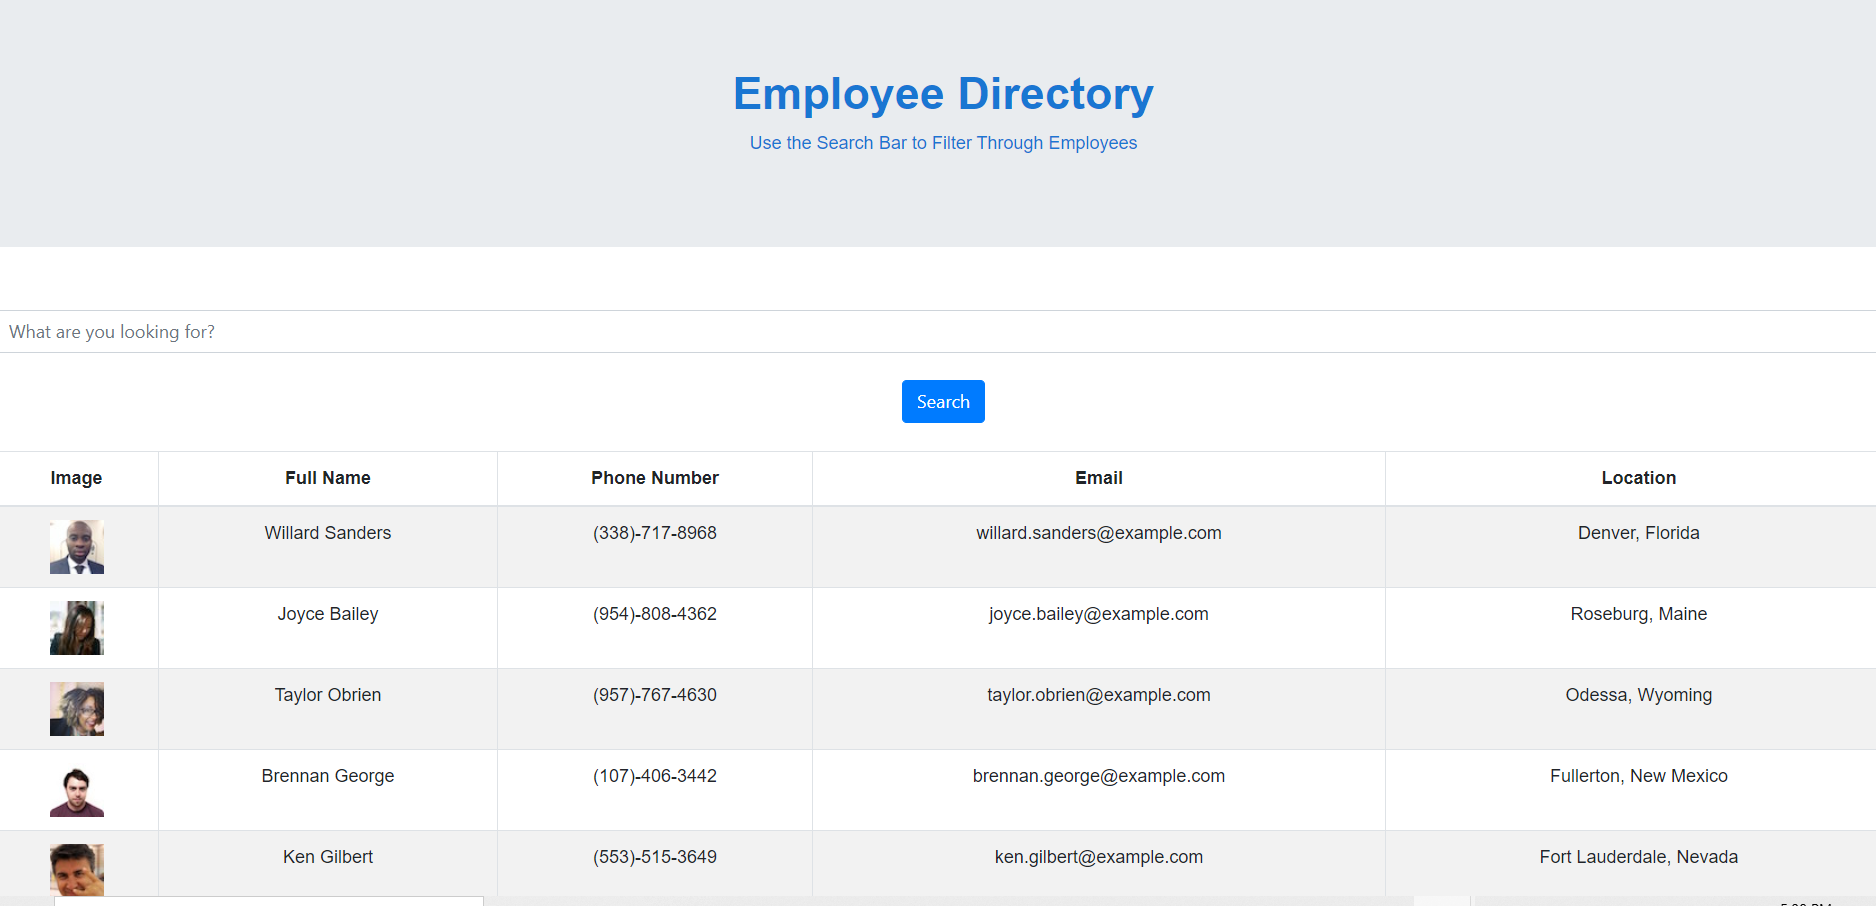 Employee Directory
Use the Search Bar to Filter Through Employees
What are you looking for?
Search
Image Full Name Phone Number Email Location
Willard Sanders (338)-717-8968 willard.sanders@example.com Denver, Florida
Joyce Bailey (954)-808-4362 joyce.bailey@example.com Roseburg, Maine
Taylor Obrien (957)-767-4630 taylor.obrien@example.com Odessa, Wyoming
Brennan George (107)-406-3442 brennan.george@example.com Fullerton, New Mexico
Ken Gilbert (553)-515-3649 ken.gilbert@example.com Fort Lauderdale, Nevada